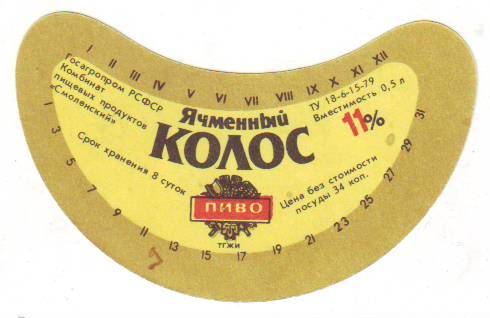 I II III IV V VI VII VIII IX X XI XII
Госагропром РСФСР
Комбинат
пищевых продуктов
«Смоленский»
Срок хранения 8 суток
Ячменный
КОЛОС
ПИВО
ТГЖИ
ТУ 18-6-15-79
Вместимость 0,5 л
11%
Цена без стоимости
посуды 34 коп.
1 3 5 7 9 11 13 15 17 19 21 23 25 27 29 31